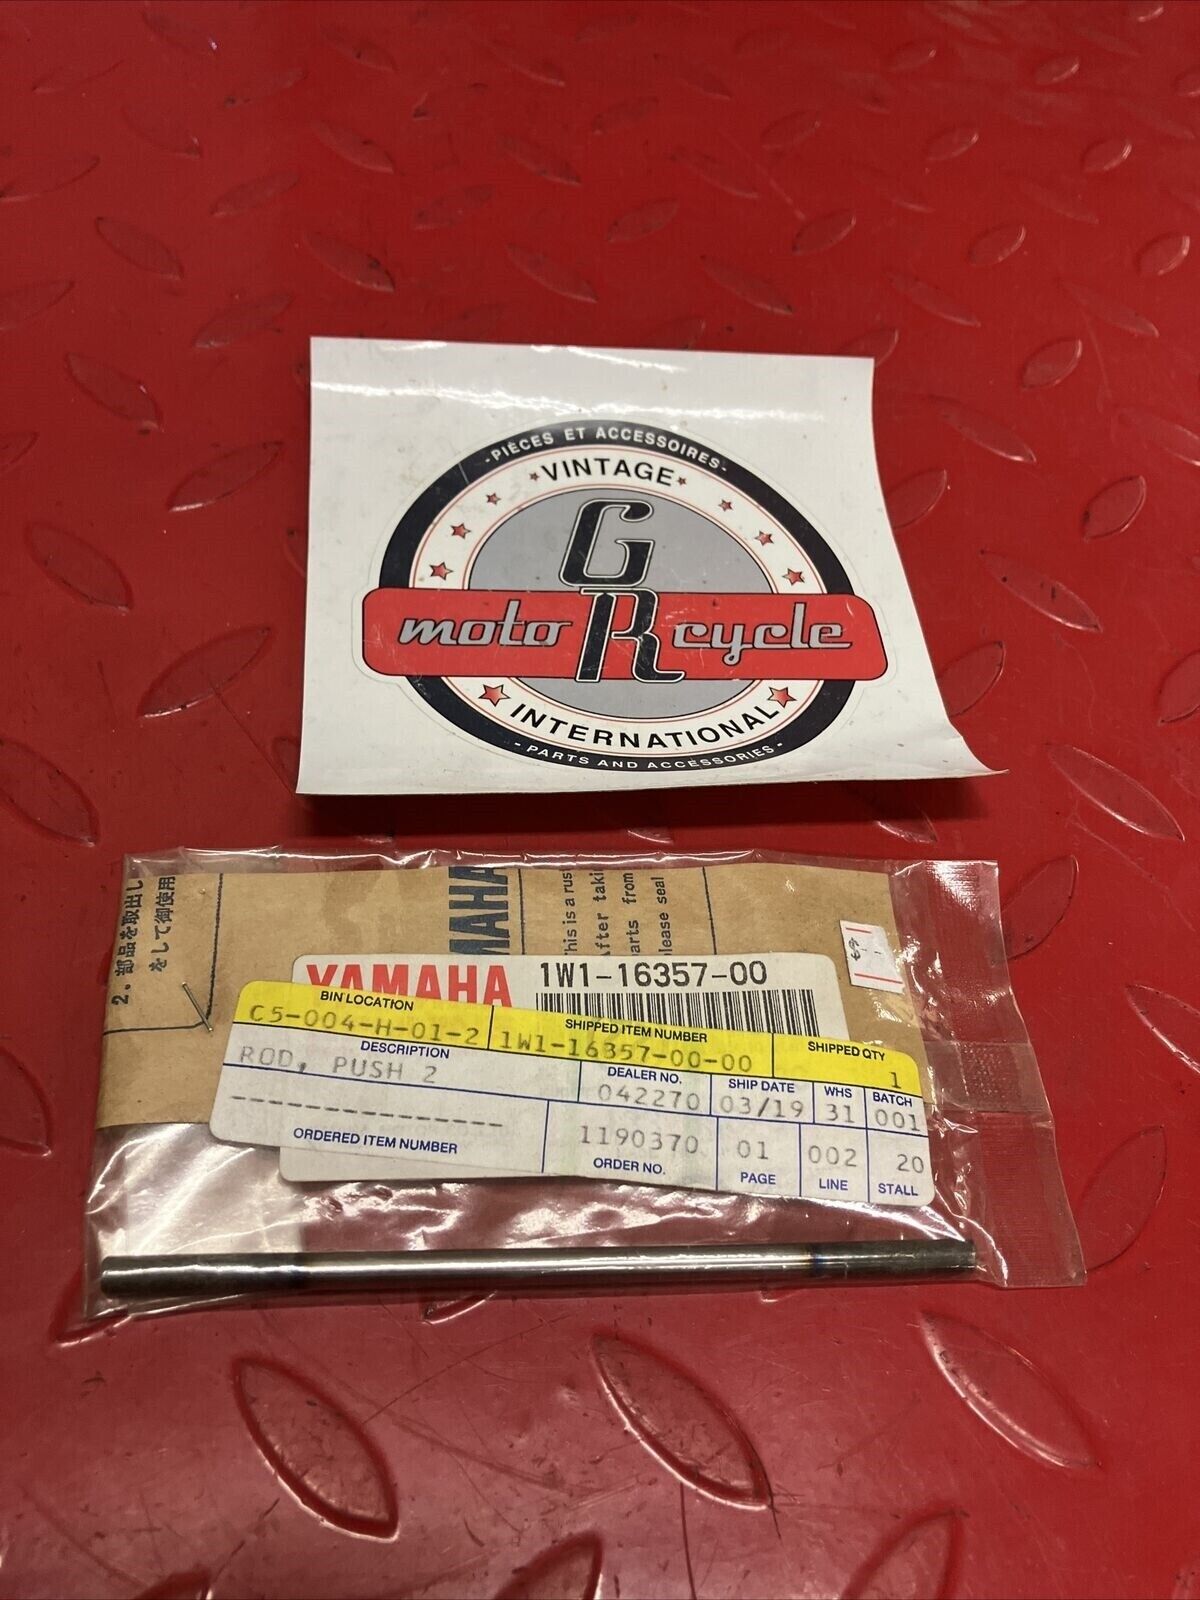 -PIÈCES ET ACCESSOIRES-
VINTAGE
GR
moto cycle
INTERNATIONAL
- PARTS AND ACCESSORIES -
2. 部品を取出し
をして御使用
MAHA
This is a rust
After taki
parts from
please seal
YAMAHA 1W1-16357-00
BIN LOCATION SHIPPED ITEM NUMBER SHIPPED QTY
C5-004-H-01-2 1W1-16357-00-00 1
DESCRIPTION DEALER NO. SHIP DATE WHS BATCH
ROD, PUSH 2 042270 03/19 31 001
--------------
1190370 01 002 20
ORDERED ITEM NUMBER ORDER NO. PAGE LINE STALL